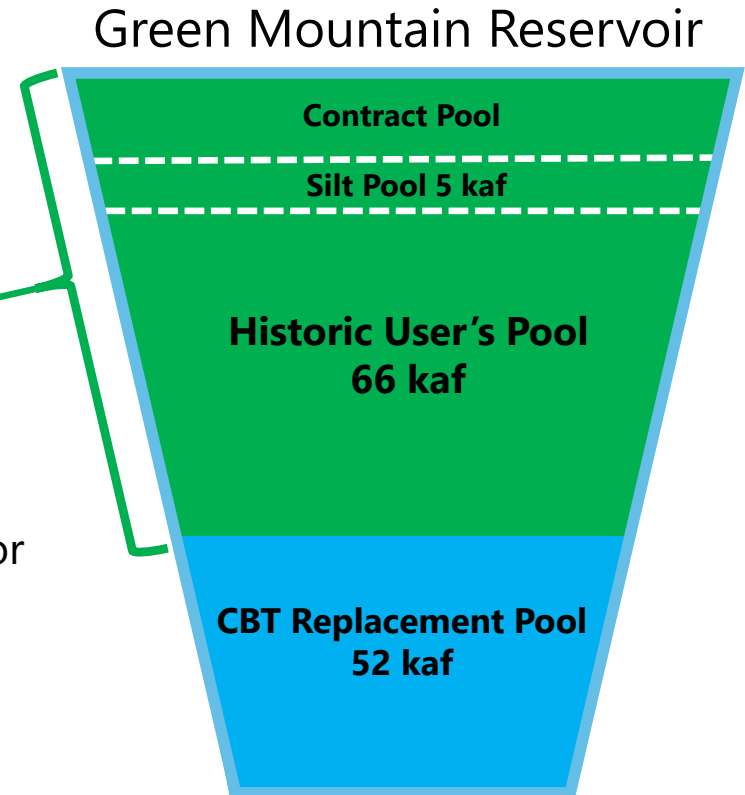 Green Mountain Reservoir
Contract Pool
Silt Pool 5 kaf
Historic User’s Pool
66 kaf
or
CBT Replacement Pool
52 kaf